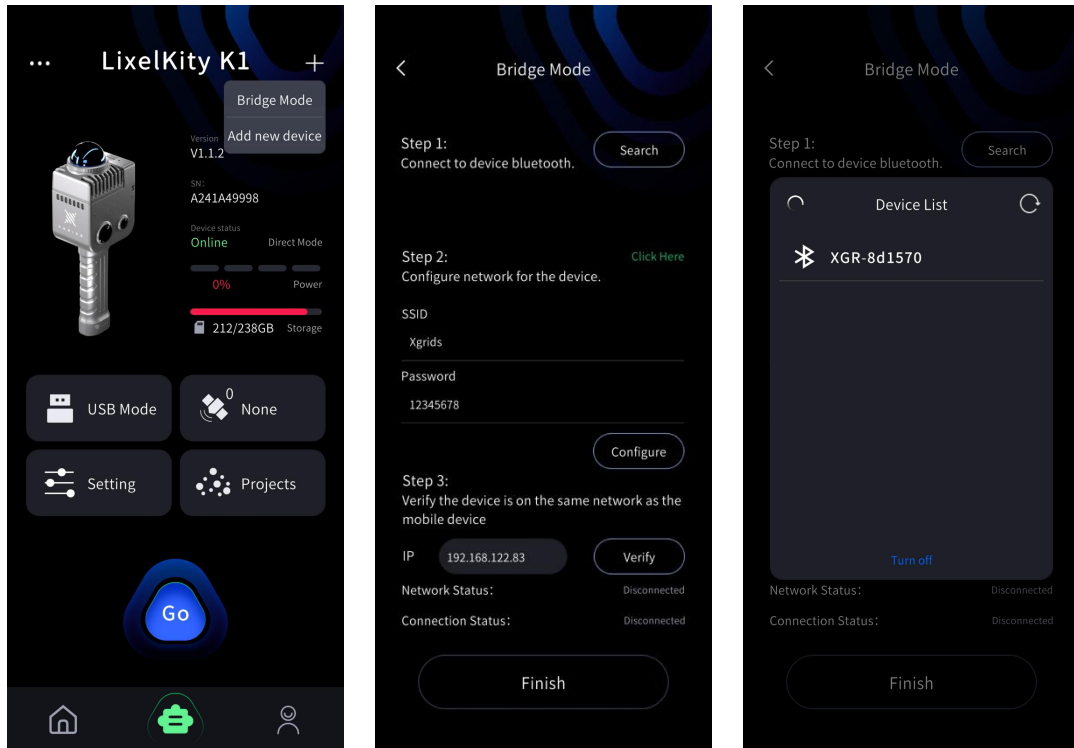 LixelKity K1
Bridge Mode
Add new device
Version
V1.1.2
SN:
A241A49998
Device status
Online
Direct Mode
0%
Power
212/238GB
Storage
USB Mode
0
None
Setting
Projects
Go
Bridge Mode
Step 1:
Connect to device bluetooth.
Search
Step 2:
Click Here
Configure network for the device.
SSID
Xgrids
Password
12345678
Configure
Step 3:
Verify the device is on the same network as the
mobile device
IP
192.168.122.83
Verify
Network Status:
Disconnected
Connection Status:
Disconnected
Finish
Bridge Mode
Step 1:
Connect to device bluetooth.
Search
Device List
XGR-8d1570
Turn off
Network Status:
Disconnected
Connection Status:
Disconnected
Finish